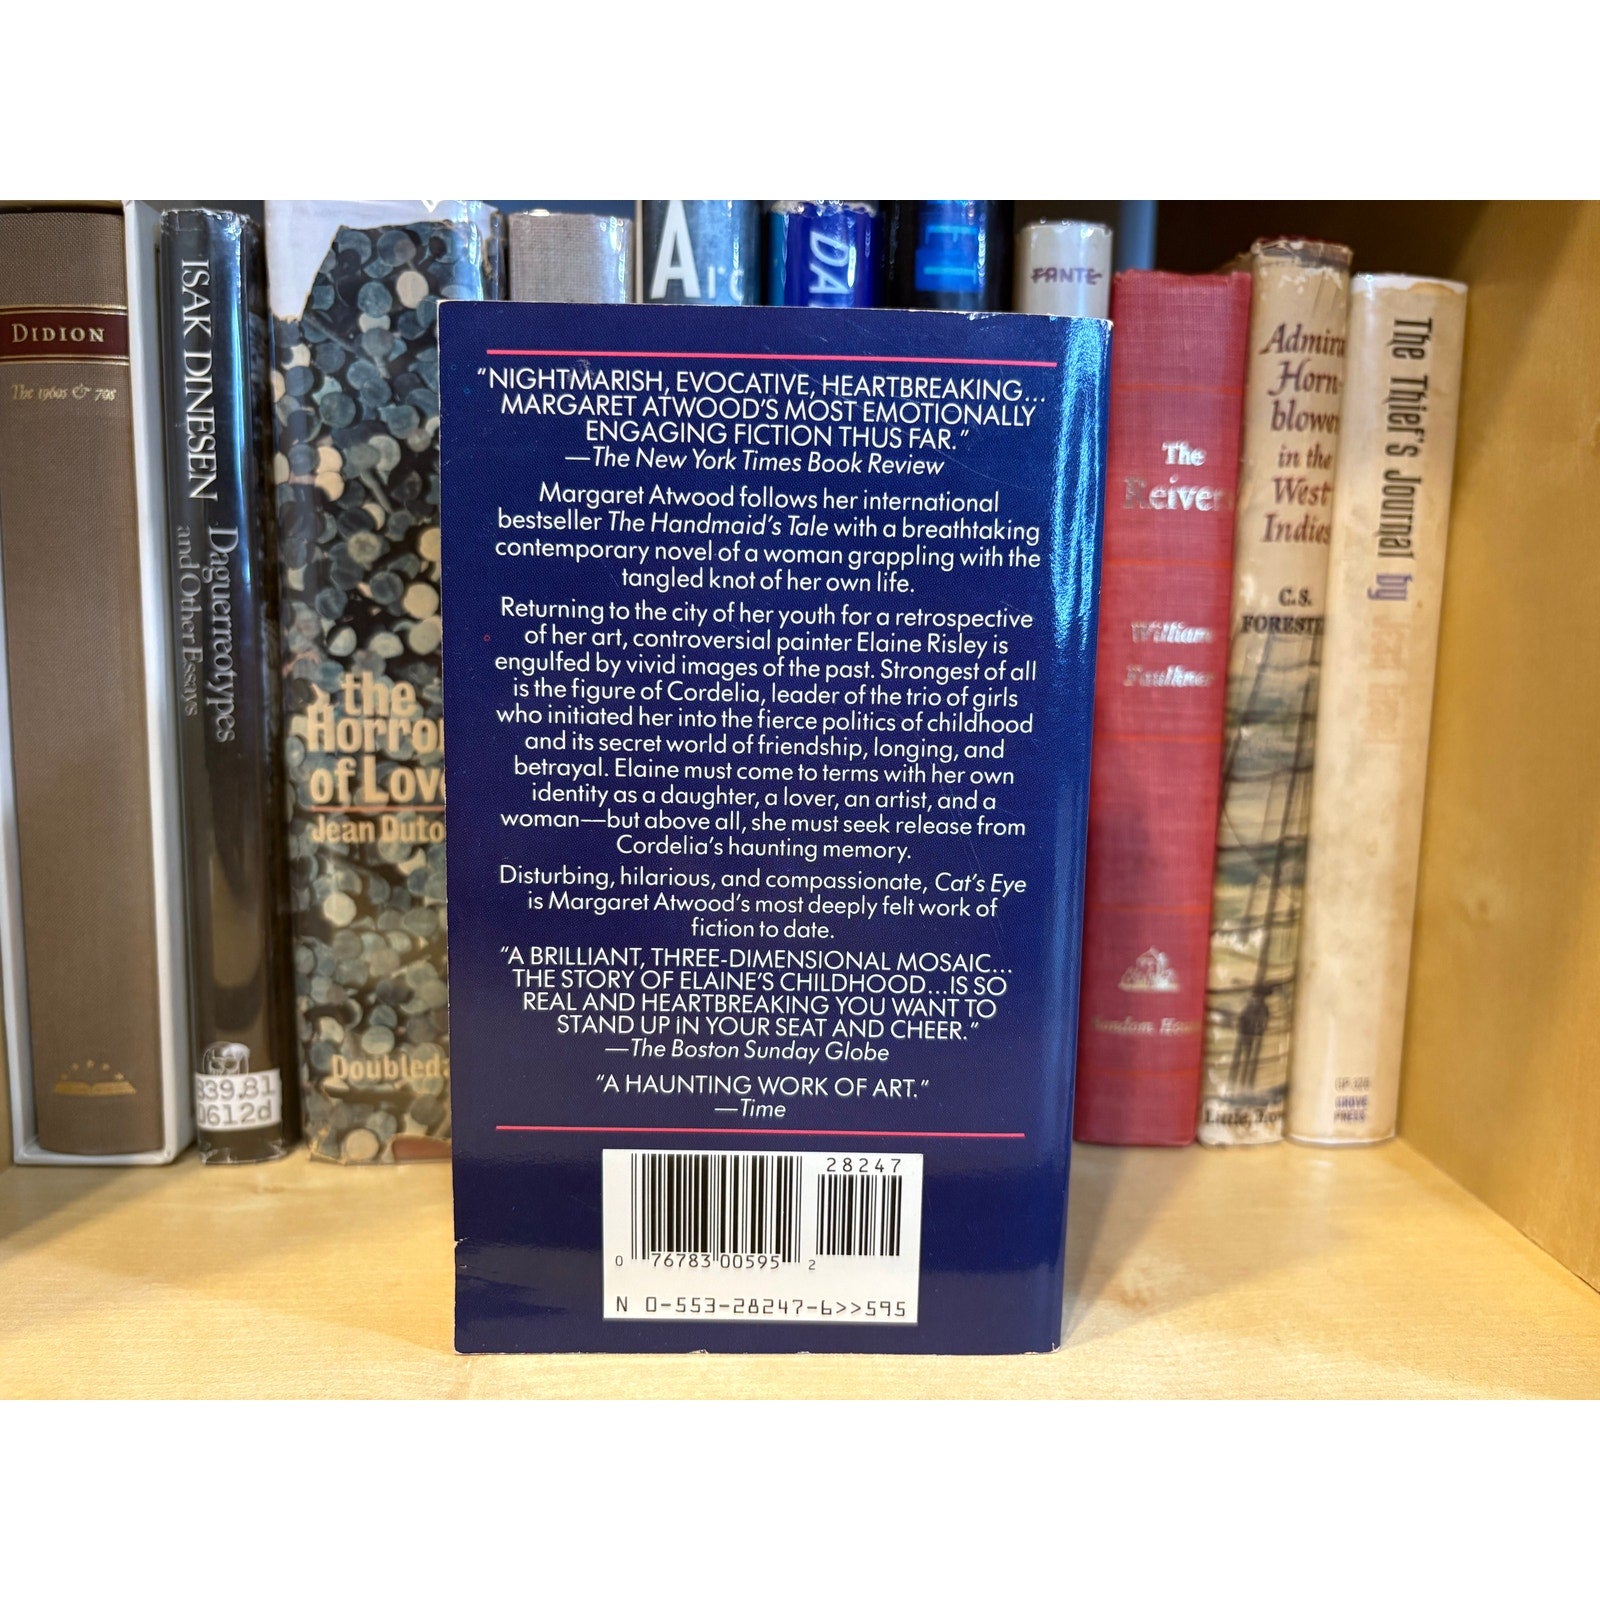 DIDION
The 1960s & 70s
ISAK DINESEN
Daguerreotypes
and Other Essays
839.81
0612d
the
Horror
of Love
Jean Duto
Doubleda
A
DA
FANTE
"NIGHTMARISH, EVOCATIVE, HEARTBREAKING...
MARGARET ATWOOD'S MOST EMOTIONALLY
ENGAGING FICTION THUS FAR."
—The New York Times Book Review
Margaret Atwood follows her international
bestseller The Handmaid's Tale with a breathtaking
contemporary novel of a woman grappling with the
tangled knot of her own life.
Returning to the city of her youth for a retrospective
of her art, controversial painter Elaine Risley is
engulfed by vivid images of the past. Strongest of all
is the figure of Cordelia, leader of the trio of girls
who initiated her into the fierce politics of childhood
and its secret world of friendship, longing, and
betrayal. Elaine must come to terms with her own
identity as a daughter, a lover, an artist, and a
woman—but above all, she must seek release from
Cordelia's haunting memory.
Disturbing, hilarious, and compassionate, Cat's Eye
is Margaret Atwood's most deeply felt work of
fiction to date.
"A BRILLIANT, THREE-DIMENSIONAL MOSAIC...
THE STORY OF ELAINE'S CHILDHOOD...IS SO
REAL AND HEARTBREAKING YOU WANT TO
STAND UP IN YOUR SEAT AND CHEER."
—The Boston Sunday Globe
"A HAUNTING WORK OF ART."
—Time
28247
0 76783 00595 2
N 0-553-28247-6>>595
The
Reivers
William
Faulkner
Random House
Admiral
Horn-
blower
in the
West
Indies
C.S.
FORESTE
Little, Brow
The Thief's Journal by
GROVE
PRESS